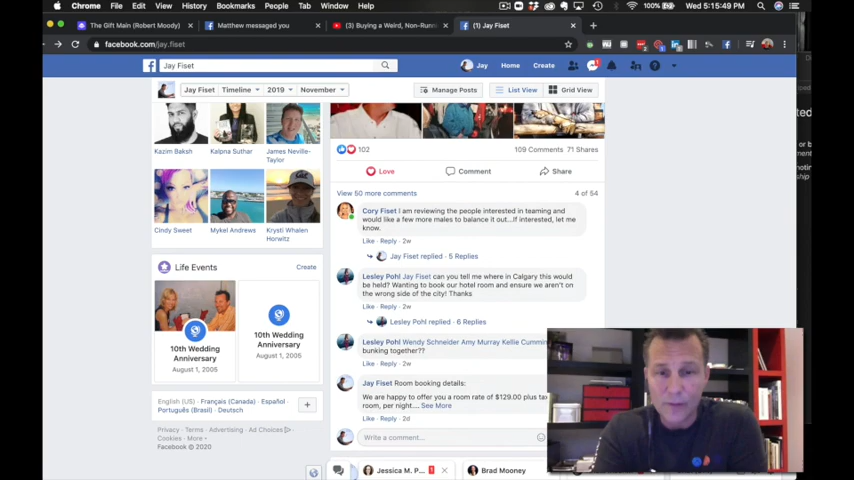 Chrome File Edit View History Bookmarks People Tab Window Help
100% Wed 5:15:49 PM
The Gift Main (Robert Moody)
Matthew messaged you
(3) Buying a Weird, Non-Runn
(1) Jay Fiset
facebook.com/jay.fiset
Jay Fiset
Jay Home Create
Jay Fiset Timeline 2019 November
Manage Posts List View Grid View
Kazim Baksh
Kalpna Suthar
James Neville-Taylor
Cindy Sweet
Mykel Andrews
Krysti Whalen Horwitz
Life Events Create
10th Wedding Anniversary
August 1, 2005
10th Wedding Anniversary
August 1, 2005
English (US) · Français (Canada) · Español ·
Português (Brasil) · Deutsch
Privacy · Terms · Advertising · Ad Choices
Cookies · More
Facebook © 2020
102
109 Comments 71 Shares
Love Comment Share
View 50 more comments 4 of 54
Cory Fiset I am reviewing the people interested in teaming and
would like a few more males to balance it out...If interested, let me
know.
Like · Reply · 2w
Jay Fiset replied · 5 Replies
Lesley Pohl Jay Fiset can you tell me where in Calgary this would
be held? Wanting to book our hotel room and ensure we aren't on
the wrong side of the city! Thanks
Like · Reply · 2w
Lesley Pohl replied · 6 Replies
Lesley Pohl Wendy Schneider Amy Murray Kellie Cummin
bunking together??
Like · Reply · 2w
Jay Fiset Room booking details:
We are happy to offer you a room rate of $129.00 plus tax
room, per night.... See More
Like · Reply · 2d
Write a comment...
Jessica M. P... 1
Brad Mooney